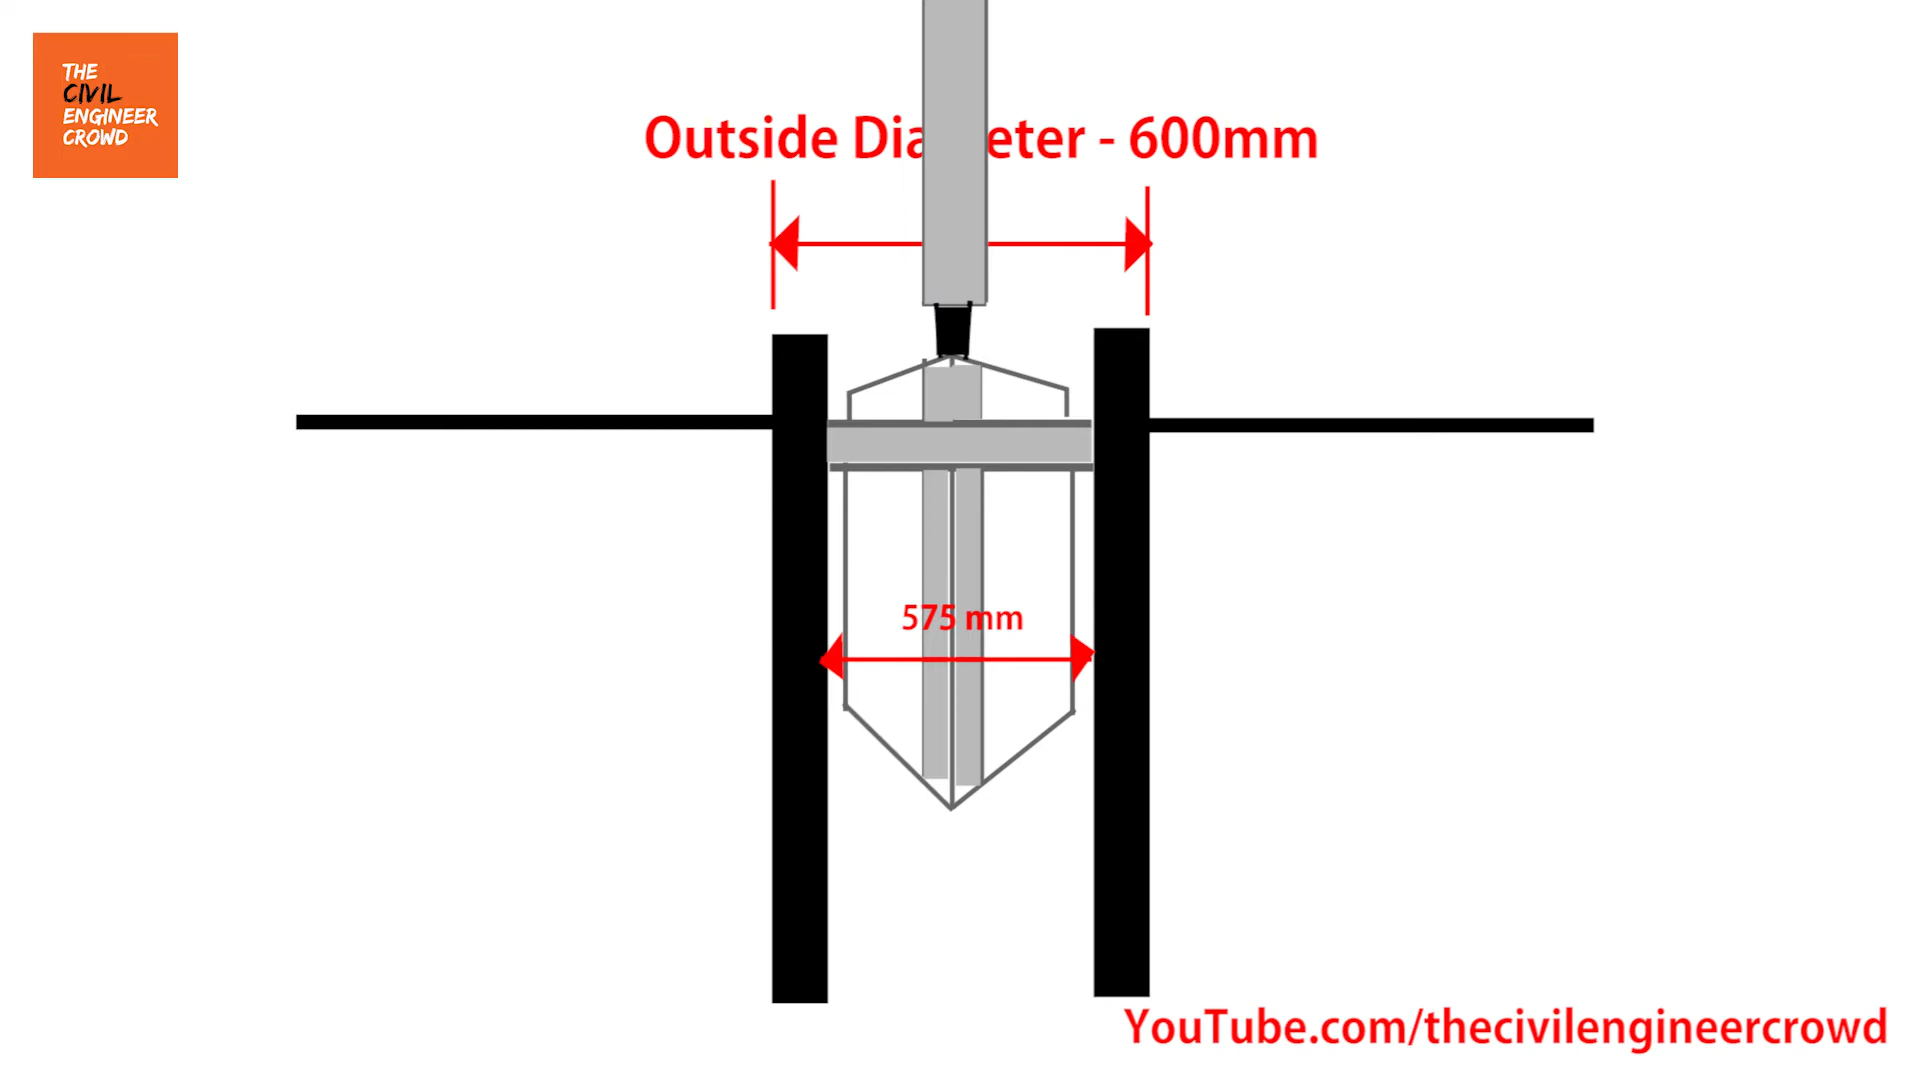 THE
CIVIL
ENGINEER
CROWD
Outside Dia eter - 600mm
575 mm
YouTube.com/thecivilengineercrowd